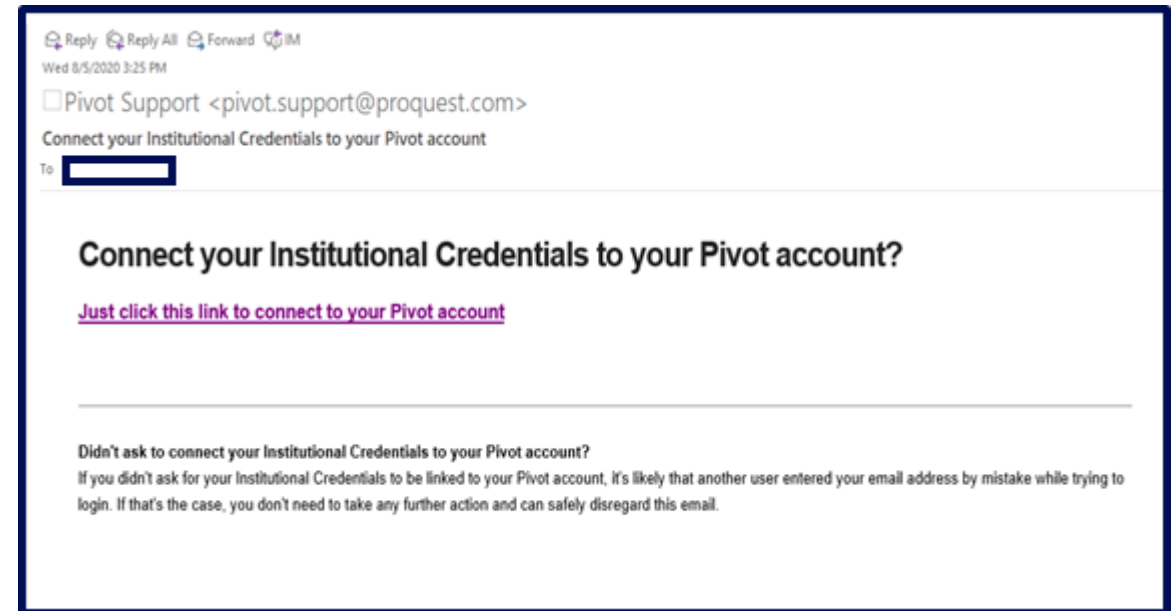 Reply Reply All Forward IM
Wed 8/5/2020 3:25 PM
Pivot Support <pivot.support@proquest.com>
Connect your Institutional Credentials to your Pivot account
To
Connect your Institutional Credentials to your Pivot account?
Just click this link to connect to your Pivot account
Didn't ask to connect your Institutional Credentials to your Pivot account?
If you didn't ask for your Institutional Credentials to be linked to your Pivot account, it's likely that another user entered your email address by mistake while trying to
login. If that's the case, you don't need to take any further action and can safely disregard this email.